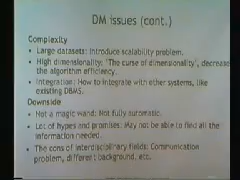 DM issues (cont.)
Complexity
• Large datasets: Introduce scalability problem.
• High dimensionality: 'The curse of dimensionality', decrease
the algorithm efficiency.
• Integration: How to integrate with other systems, like
existing DBMS.
Downside
• Not a magic wand: Not fully automatic.
• Lot of hypes and promises: May not be able to find all the
information needed.
• The cons of interdisciplinary fields: Communication
problem, different background, etc.